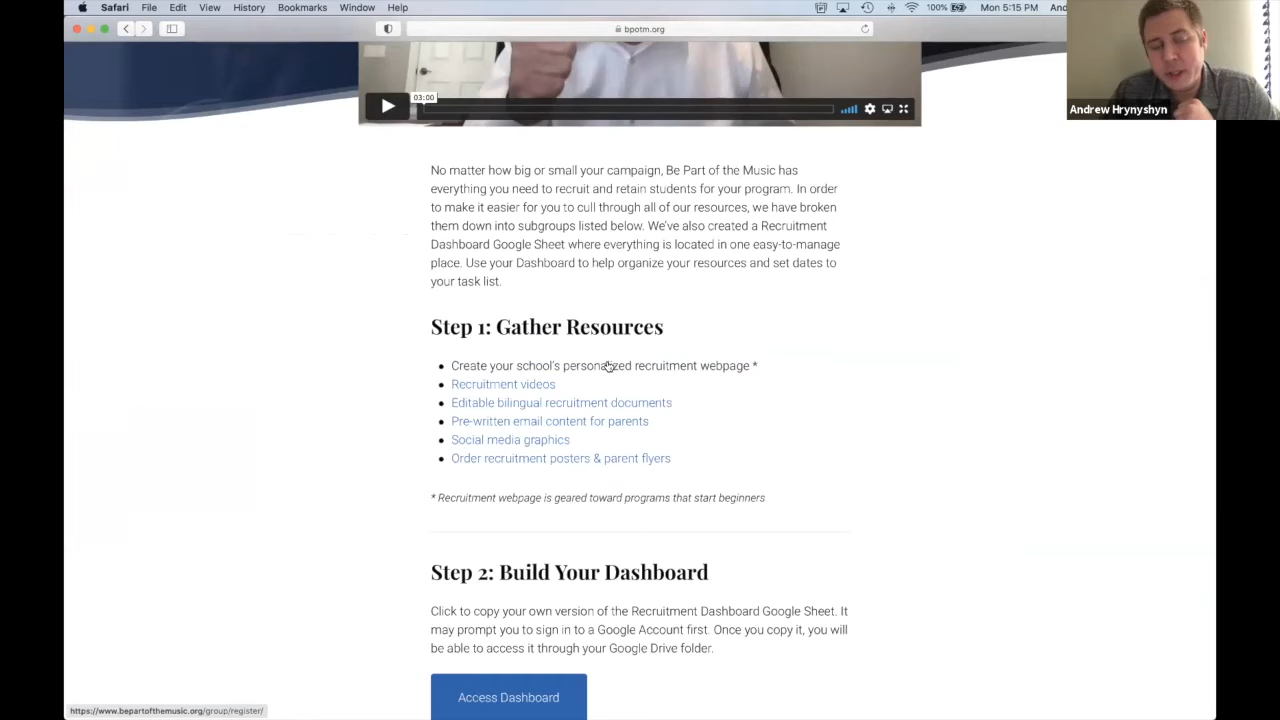 Safari File Edit View History Bookmarks Window Help 100% Mon 5:15 PM
bpotm.org
Andrew Hrynyshyn
03:00
No matter how big or small your campaign, Be Part of the Music has
everything you need to recruit and retain students for your program. In order
to make it easier for you to cull through all of our resources, we have broken
them down into subgroups listed below. We've also created a Recruitment
Dashboard Google Sheet where everything is located in one easy-to-manage
place. Use your Dashboard to help organize your resources and set dates to
your task list.
Step 1: Gather Resources
Create your school's personalized recruitment webpage *
Recruitment videos
Editable bilingual recruitment documents
Pre-written email content for parents
Social media graphics
Order recruitment posters & parent flyers
* Recruitment webpage is geared toward programs that start beginners
Step 2: Build Your Dashboard
Click to copy your own version of the Recruitment Dashboard Google Sheet. It
may prompt you to sign in to a Google Account first. Once you copy it, you will
be able to access it through your Google Drive folder.
Access Dashboard
https://www.bepartofthemusic.org/group/register/